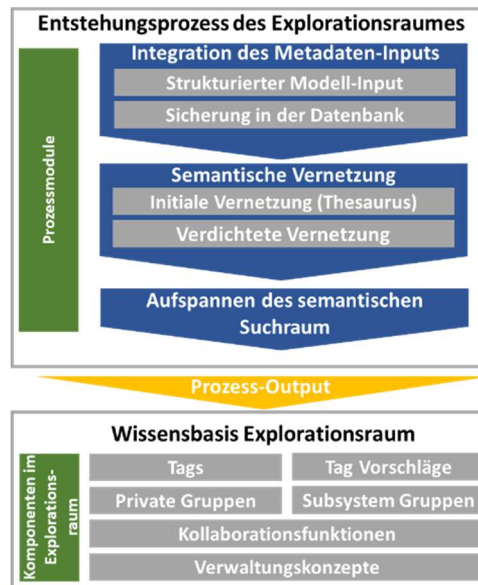 Entstehungsprozess des Explorationsraumes
Prozessmodule
Integration des Metadaten-Inputs
Strukturierter Modell-Input
Sicherung in der Datenbank
Semantische Vernetzung
Initiale Vernetzung (Thesaurus)
Verdichtete Vernetzung
Aufspannen des semantischen
Suchraum
Prozess-Output
Wissensbasis Explorationsraum
Komponenten im
Explorations-
raum
Tags
Tag Vorschläge
Private Gruppen
Subsystem Gruppen
Kollaborationsfunktionen
Verwaltungskonzepte